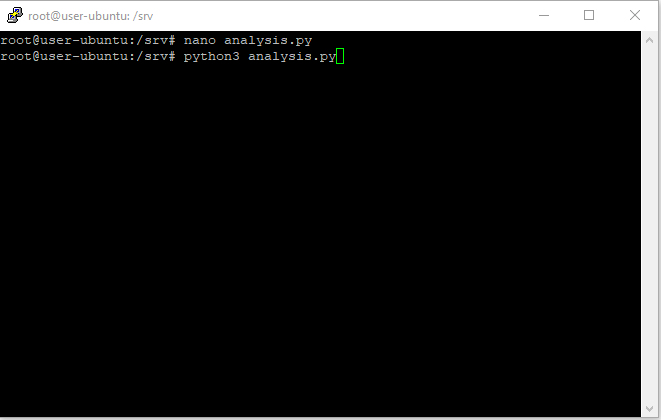 root@user-ubuntu: /srv
root@user-ubuntu:/srv# nano analysis.py
root@user-ubuntu:/srv# python3 analysis.py